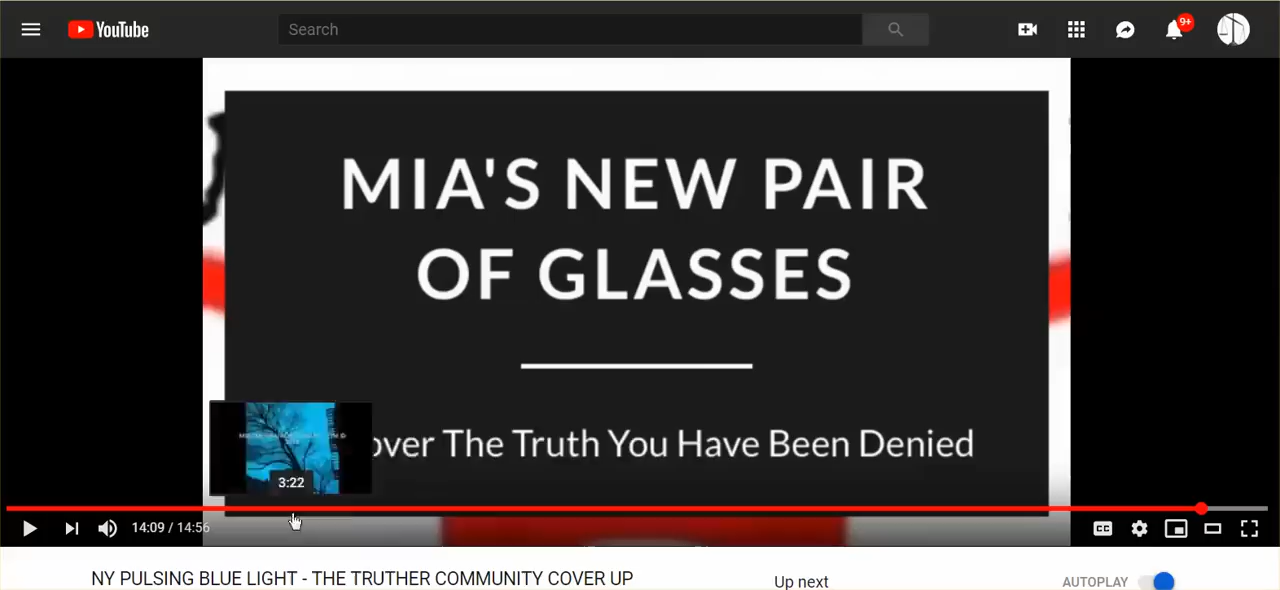 YouTube
Search
9+
MIA'S NEW PAIR
OF GLASSES
over The Truth You Have Been Denied
3:22
14:09 / 14:56
CC
NY PULSING BLUE LIGHT - THE TRUTHER COMMUNITY COVER UP
Up next
AUTOPLAY